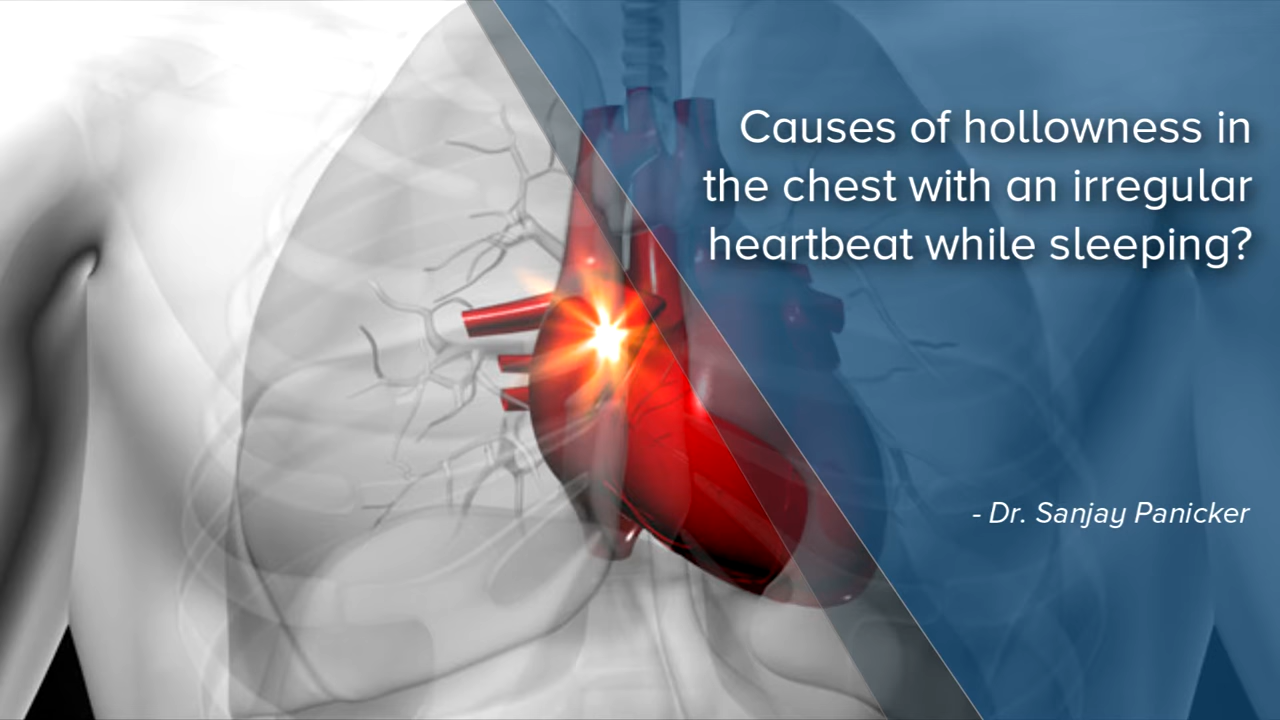 Causes of hollowness in
the chest with an irregular
heartbeat while sleeping?
- Dr. Sanjay Panicker